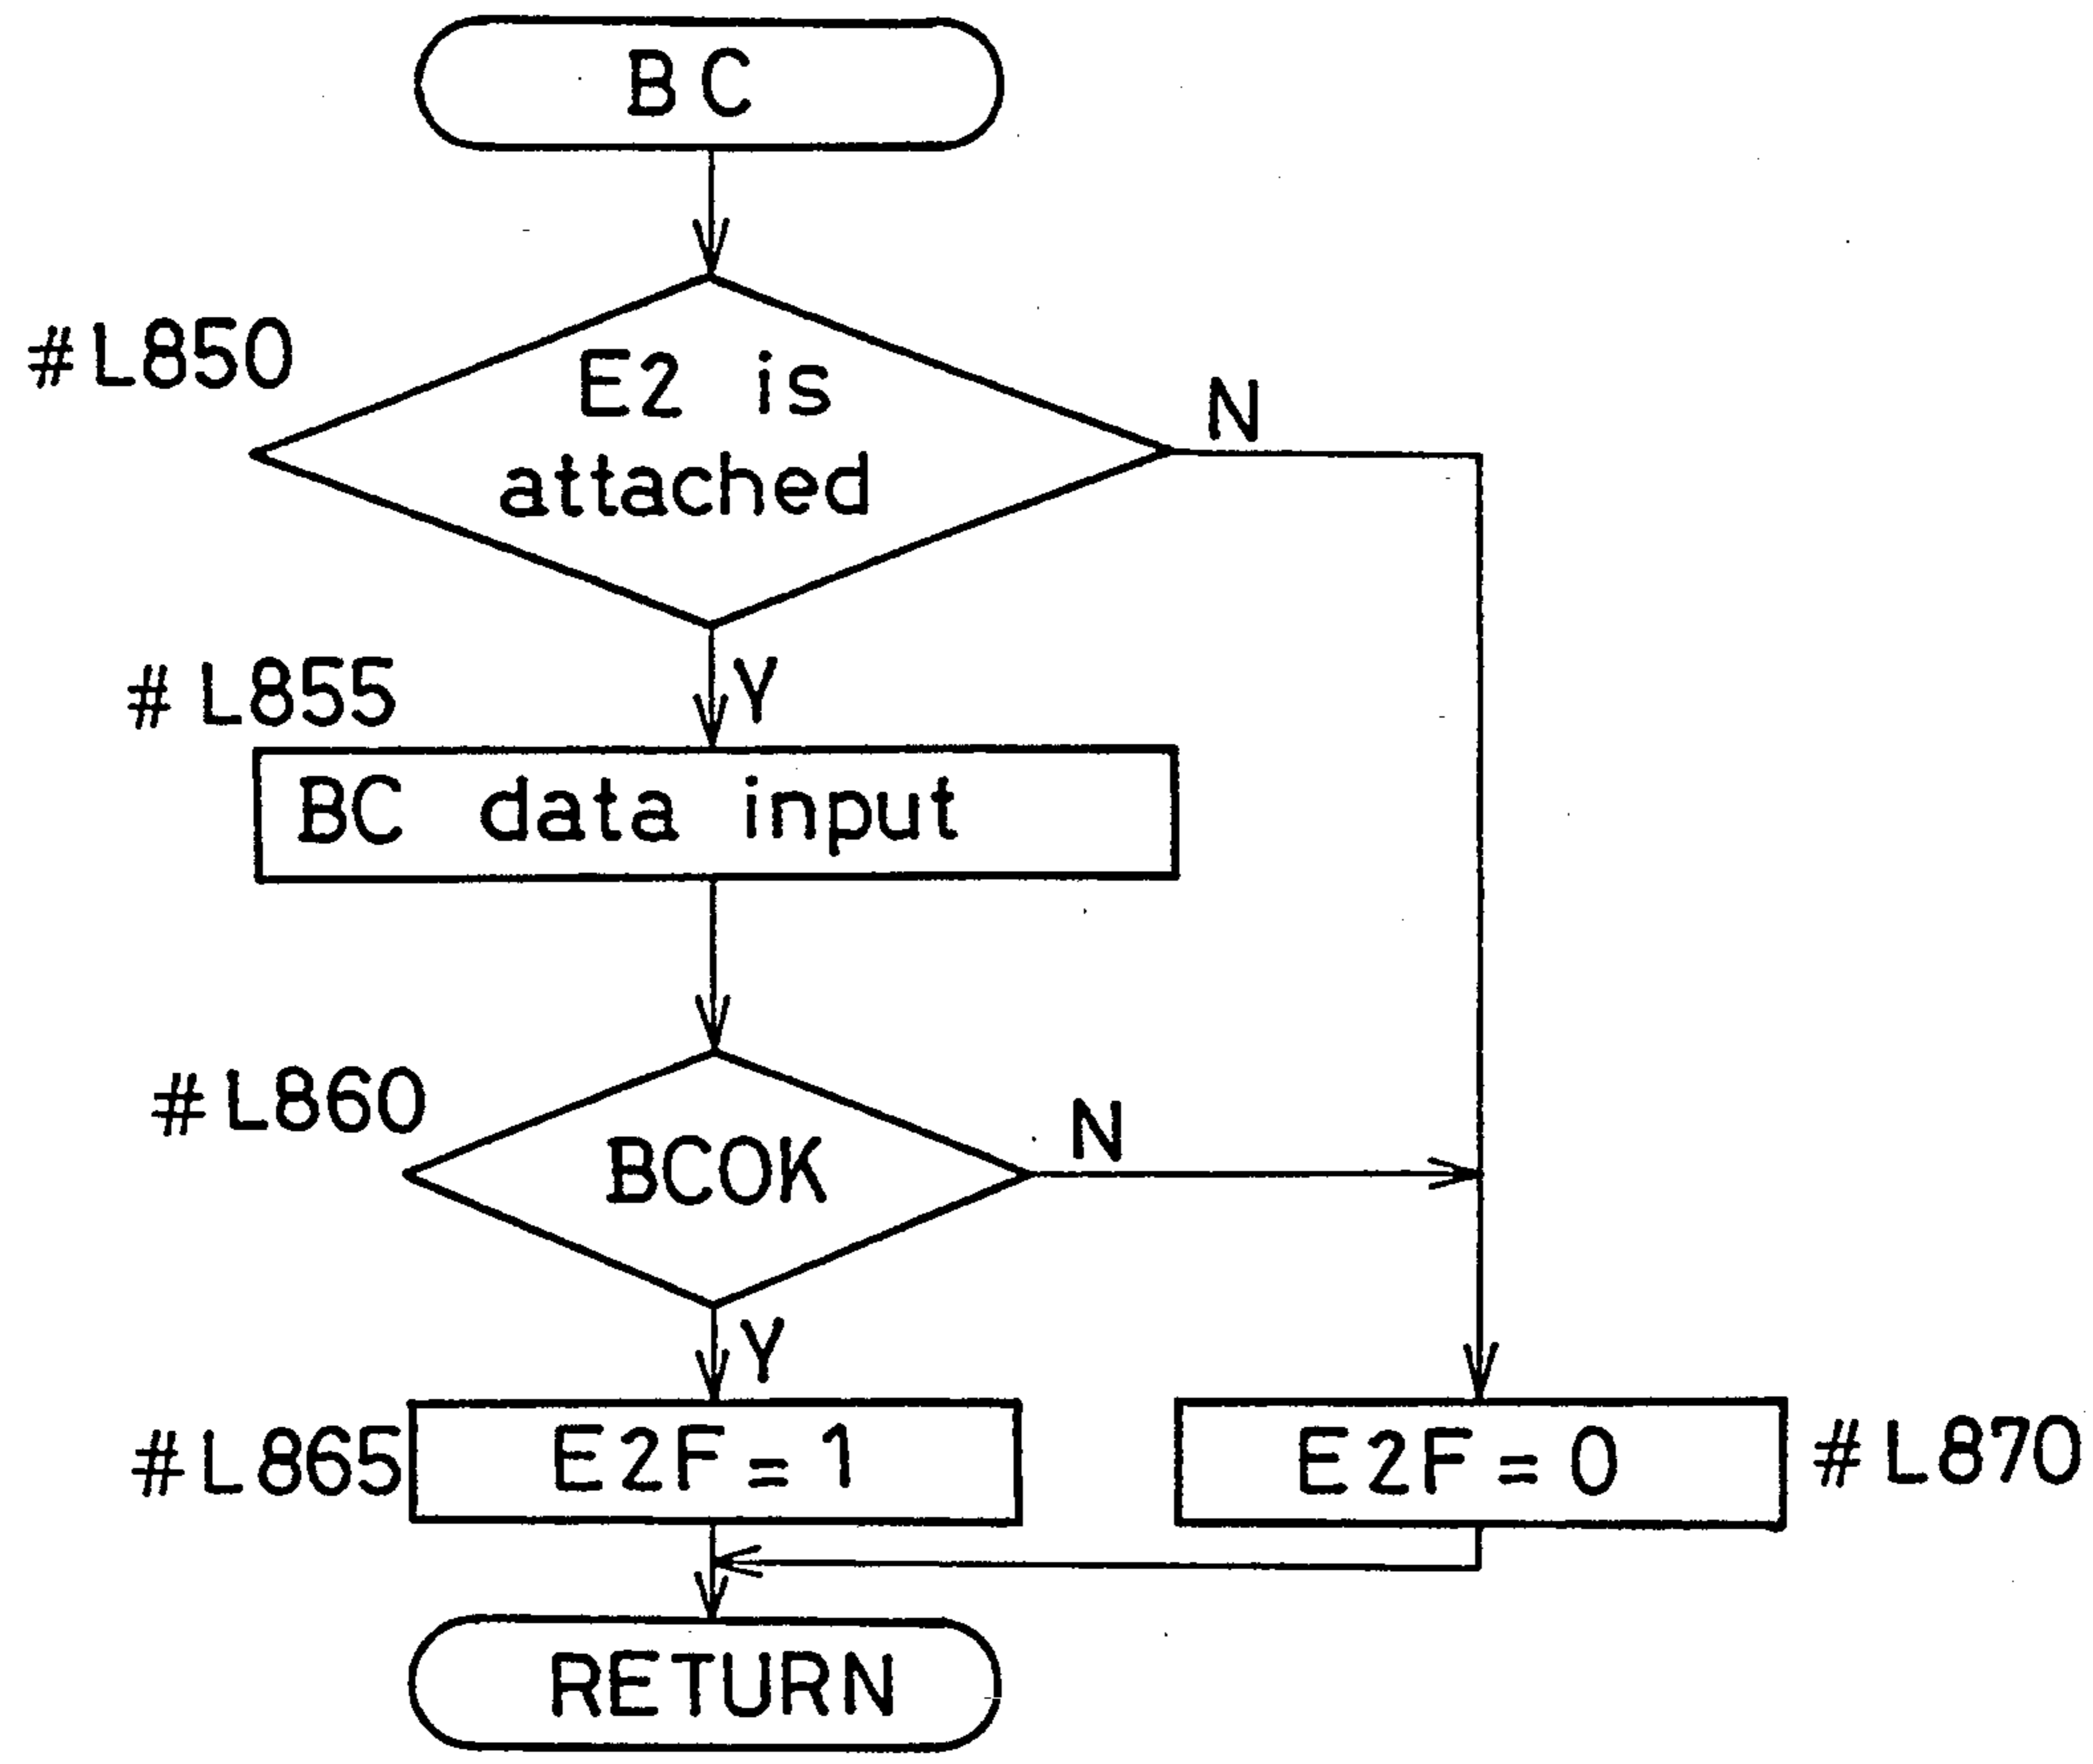 BC
#L850
E2 is
attached
N
#L855
Y
BC data input
#L860
BCOK
N
Y
#L865
E2F=1
E2F=0
#L870
RETURN